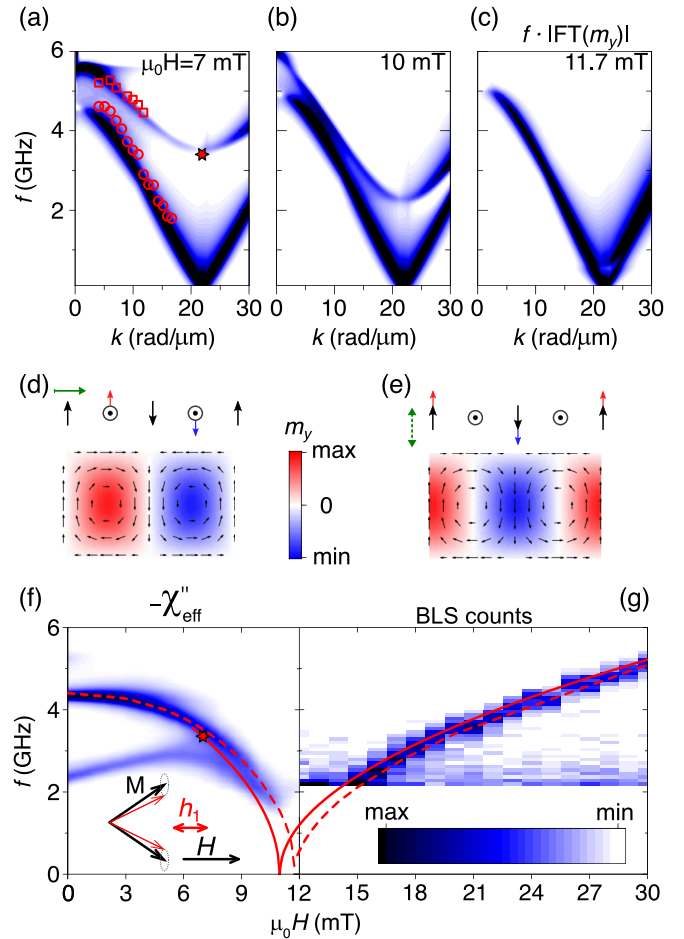 (a)
(b)
(c)
f · |FT(m_y)|
μ₀H=7 mT
10 mT
11.7 mT
6
4
2
f (GHz)
0 10 20 30
0 10 20 30
0 10 20 30
k (rad/μm)
k (rad/μm)
k (rad/μm)
(d)
(e)
m_y
max
0
min
(f)
−χ''_eff
BLS counts
(g)
6
4
2
0
f (GHz)
M
h₁
H
max
min
0 3 6 9 12 15 18 21 24 27 30
μ₀H (mT)